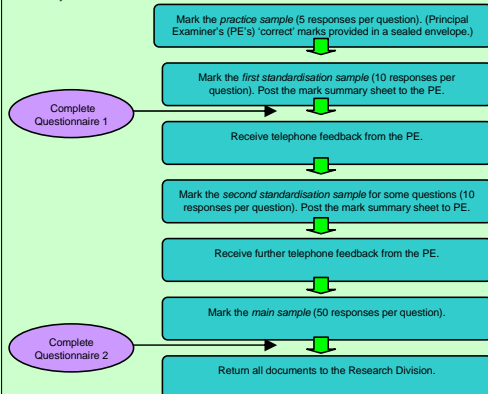 Mark the practice sample (5 responses per question). (Principal
Examiner's (PE's) 'correct' marks provided in a sealed envelope.)
Mark the first standardisation sample (10 responses per
question). Post the mark summary sheet to the PE.
Complete
Questionnaire 1
Receive telephone feedback from the PE.
Mark the second standardisation sample for some questions (10
responses per question). Post the mark summary sheet to PE.
Receive further telephone feedback from the PE.
Mark the main sample (50 responses per question).
Complete
Questionnaire 2
Return all documents to the Research Division.